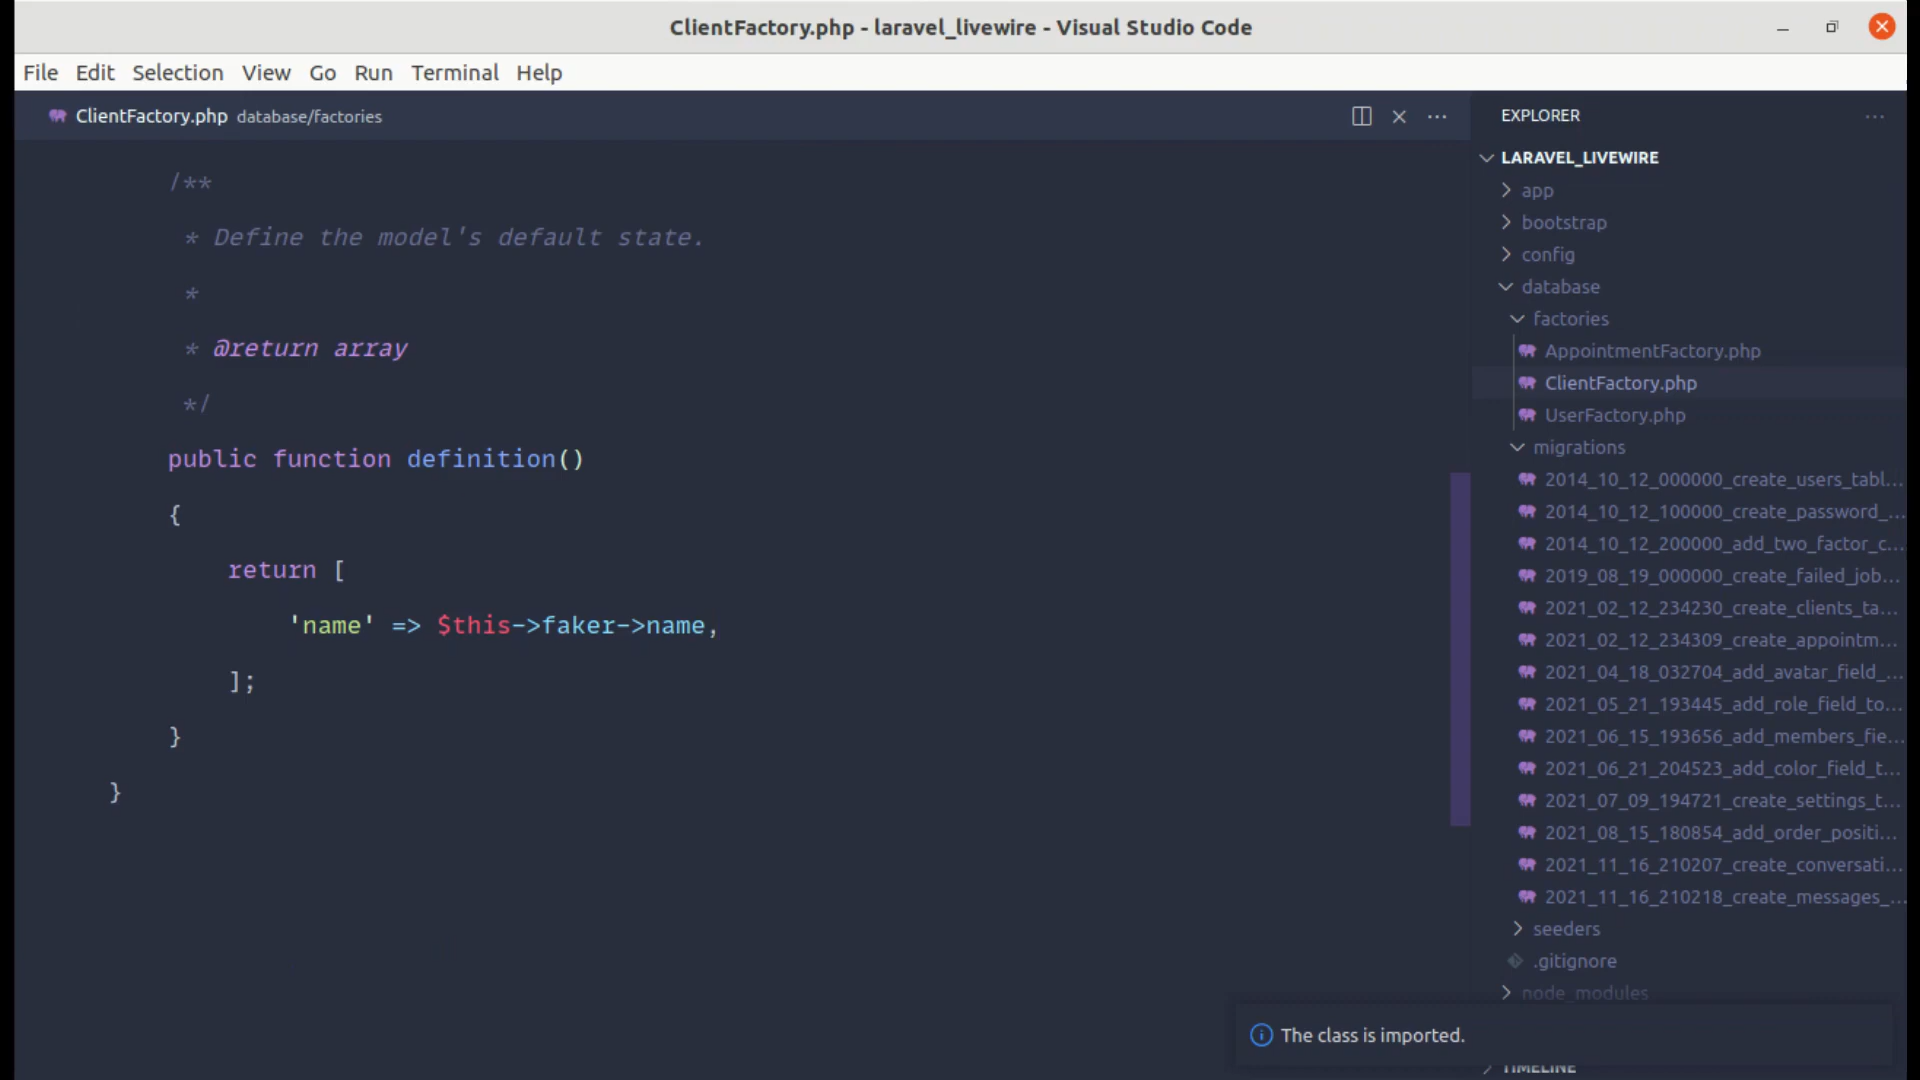 ClientFactory.php - laravel_livewire - Visual Studio Code
File Edit Selection View Go Run Terminal Help
ClientFactory.php database/factories
/**
* Define the model's default state.
*
* @return array
*/
public function definition()
{
return [
'name' => $this->faker->name,
];
}
}
EXPLORER
LARAVEL_LIVEWIRE
app
bootstrap
config
database
factories
AppointmentFactory.php
ClientFactory.php
UserFactory.php
migrations
2014_10_12_000000_create_users_tabl...
2014_10_12_100000_create_password_...
2014_10_12_200000_add_two_factor_c...
2019_08_19_000000_create_failed_job...
2021_02_12_234230_create_clients_ta...
2021_02_12_234309_create_appointm...
2021_04_18_032704_add_avatar_field_...
2021_05_21_193445_add_role_field_to...
2021_06_15_193656_add_members_fie...
2021_06_21_204523_add_color_field_t...
2021_07_09_194721_create_settings_t...
2021_08_15_180854_add_order_positi...
2021_11_16_210207_create_conversati...
2021_11_16_210218_create_messages_...
seeders
.gitignore
node_modules
The class is imported.
TIMELINE